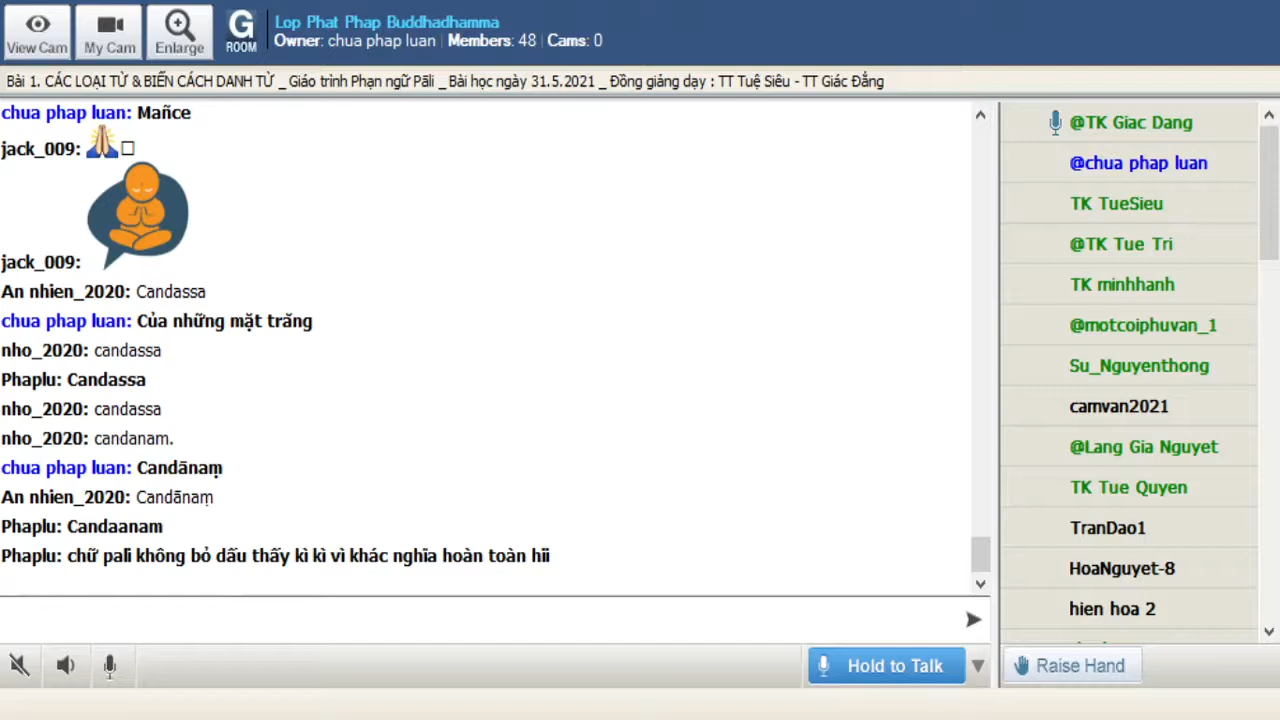 View Cam
My Cam
Enlarge
G
ROOM
Lop Phat Phap Buddhadhamma
Owner: chua phap luan | Members: 48 | Cams: 0
Bài 1. CÁC LOẠI TỪ & BIẾN CÁCH DANH TỪ _ Giáo trình Phạn ngữ Pāli _ Bài học ngày 31.5.2021 _ Đồng giảng dạy : TT Tuệ Siêu - TT Giác Đẳng
chua phap luan: Mañce
jack_009:
jack_009:
An nhien_2020: Candassa
chua phap luan: Của những mặt trăng
nho_2020: candassa
Phaplu: Candassa
nho_2020: candassa
nho_2020: candanam.
chua phap luan: Candānaṃ
An nhien_2020: Candānaṃ
Phaplu: Candaanam
Phaplu: chữ pali không bỏ dấu thấy kì kì vì khác nghĩa hoàn toàn hii
@TK Giac Dang
@chua phap luan
TK TueSieu
@TK Tue Tri
TK minhhanh
@motcoiphuvan_1
Su_Nguyenthong
camvan2021
@Lang Gia Nguyet
TK Tue Quyen
TranDao1
HoaNguyet-8
hien hoa 2
Hold to Talk
Raise Hand